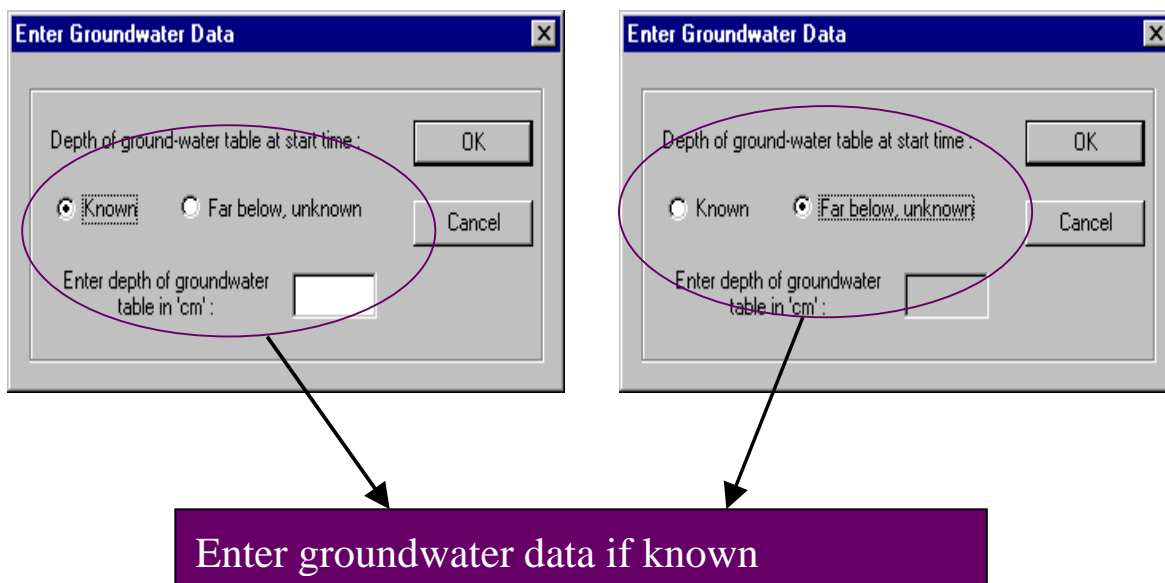 Enter Groundwater Data
Depth of ground-water table at start time :
OK
Known
Far below, unknown
Cancel
Enter depth of groundwater
table in 'cm' :
Enter Groundwater Data
Depth of ground-water table at start time :
OK
Known
Far below, unknown
Cancel
Enter depth of groundwater
table in 'cm' :
Enter groundwater data if known